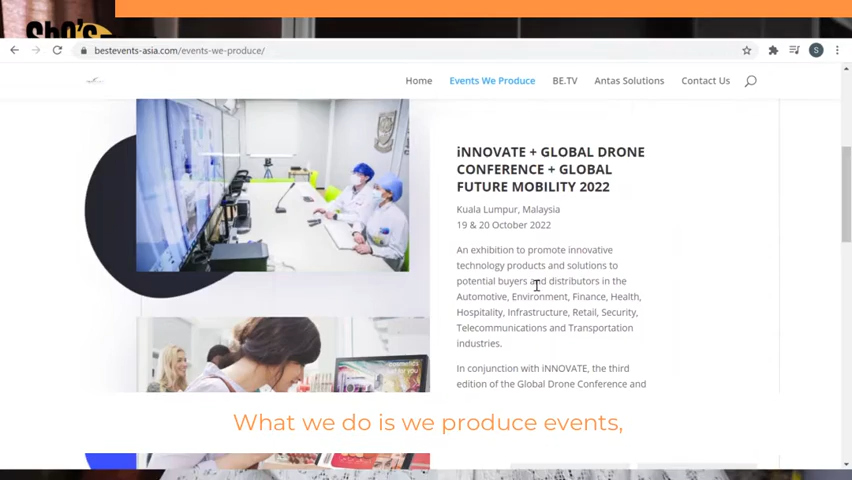 ShO's
bestevents-asia.com/events-we-produce/
S
Home
Events We Produce
BE.TV
Antas Solutions
Contact Us
iNNOVATE + GLOBAL DRONE
CONFERENCE + GLOBAL
FUTURE MOBILITY 2022
Kuala Lumpur, Malaysia
19 & 20 October 2022
An exhibition to promote innovative
technology products and solutions to
potential buyers and distributors in the
Automotive, Environment, Finance, Health,
Hospitality, Infrastructure, Retail, Security,
Telecommunications and Transportation
industries.
In conjunction with iNNOVATE, the third
edition of the Global Drone Conference and
cosmetics
What we do is we produce events,